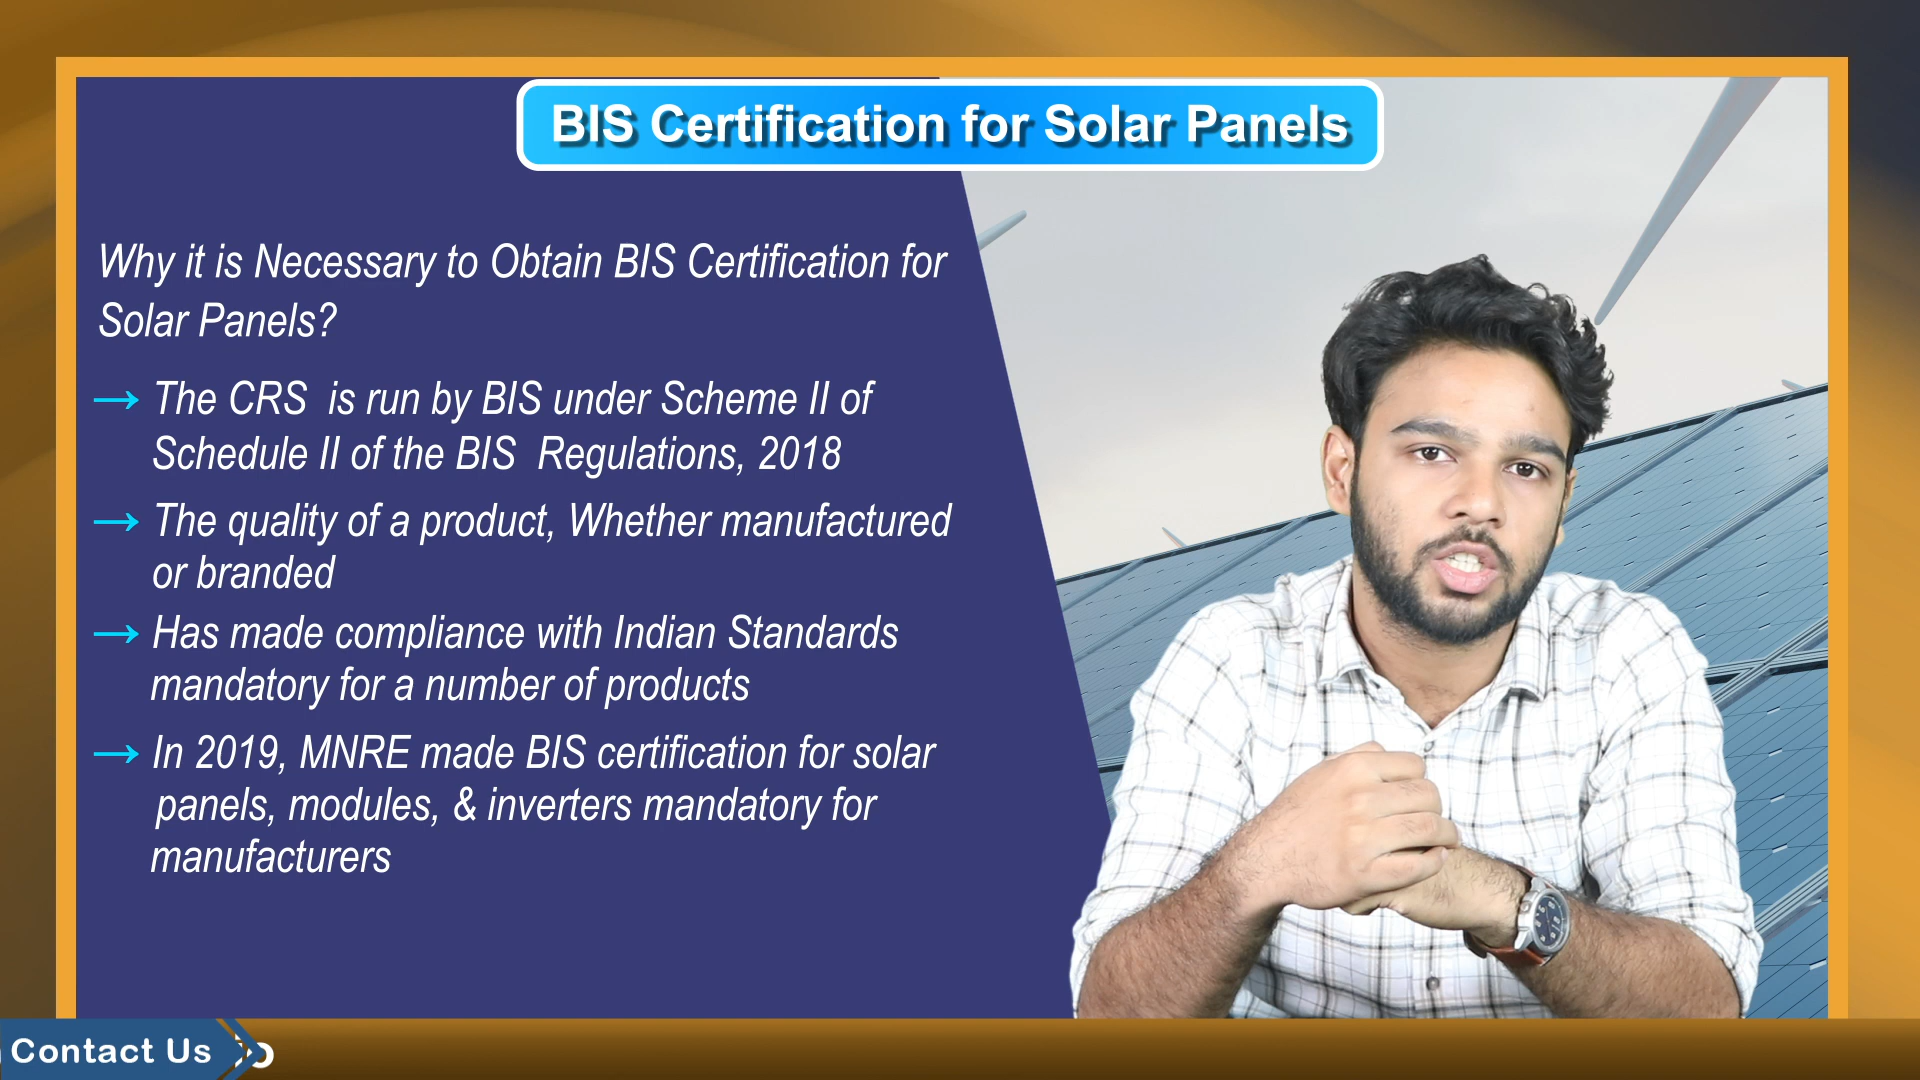 BIS Certification for Solar Panels
Why it is Necessary to Obtain BIS Certification for
Solar Panels?
→ The CRS is run by BIS under Scheme II of
Schedule II of the BIS Regulations, 2018
→ The quality of a product, Whether manufactured
or branded
→ Has made compliance with Indian Standards
mandatory for a number of products
→ In 2019, MNRE made BIS certification for solar
panels, modules, & inverters mandatory for
manufacturers
Contact Us